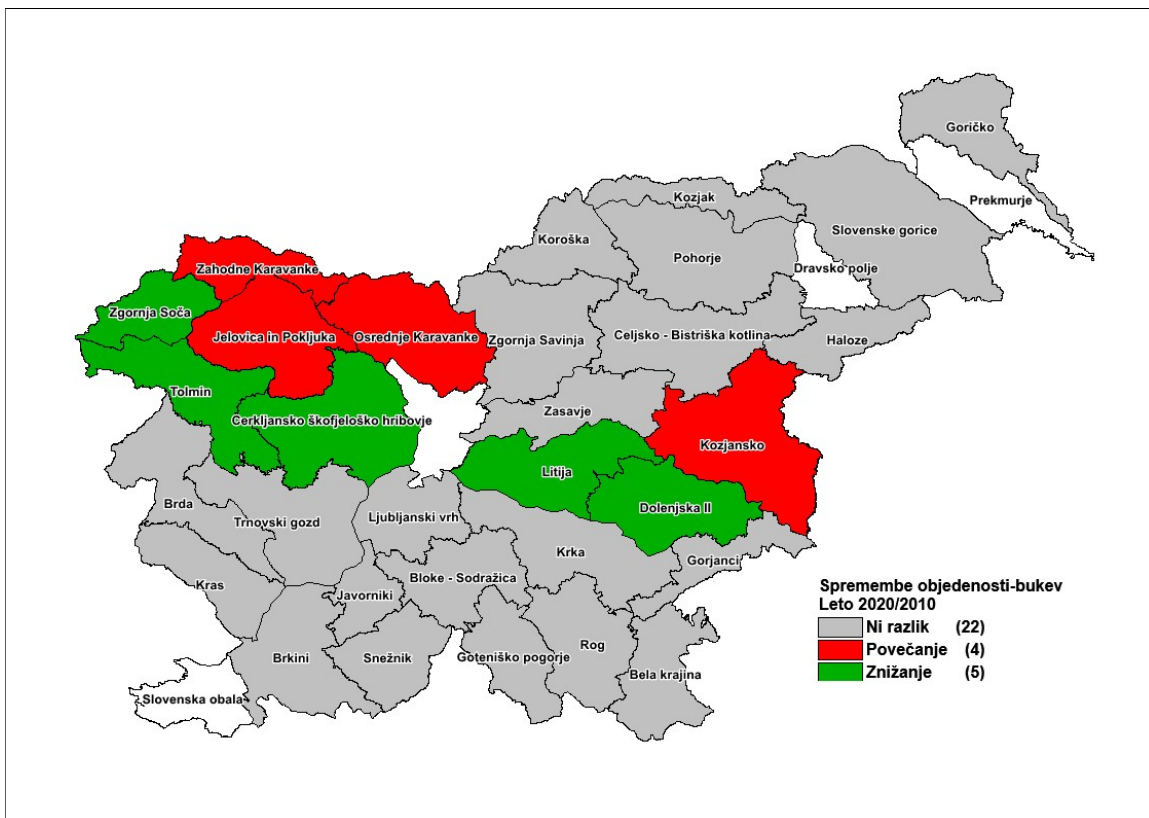 Goričko
Prekmurje
Kozjak
Slovenske gorice
Koroška
Pohorje
Dravsko polje
Zahodne Karavanke
Zgornja Soča
Jelovica in Pokljuka
Osrednje Karavanke
Zgornja Savinja
Celjsko - Bistriška kotlina
Haloze
Tolmin
Cerkljansko škofjeloško hribovje
Zasavje
Kozjansko
Litija
Dolenjska II
Brda
Trnovski gozd
Ljubljanski vrh
Krka
Gorjanci
Kras
Javorniki
Bloke - Sodražica
Brkini
Snežnik
Goteniško pogorje
Rog
Bela krajina
Slovenska obala
Spremembe objedenosti-bukev
Leto 2020/2010
Ni razlik (22)
Povečanje (4)
Znižanje (5)